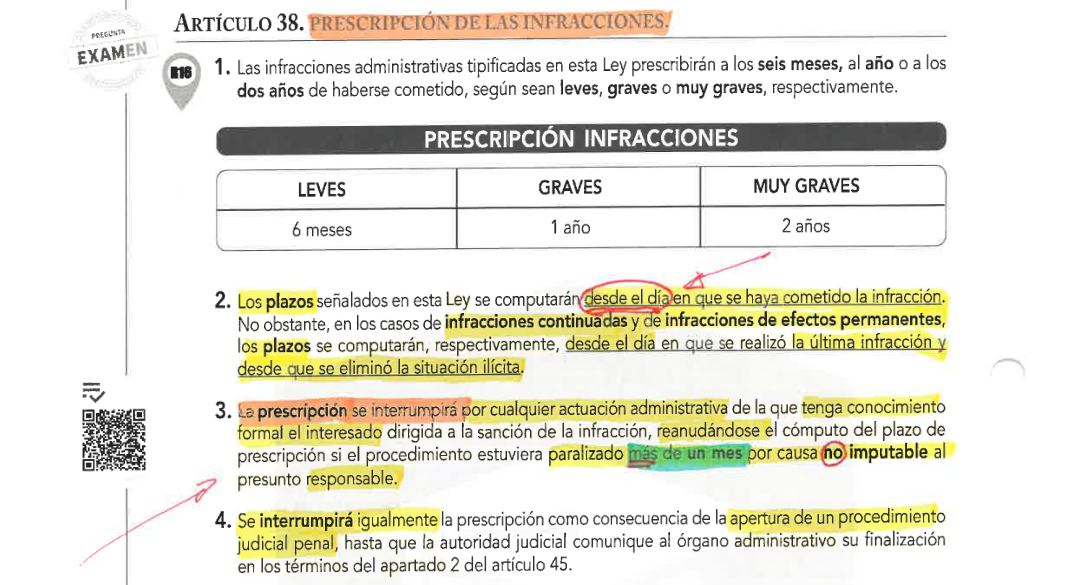 ARTÍCULO 38. PRESCRIPCIÓN DE LAS INFRACCIONES.
PREGUNTA
EXAMEN
R16
1. Las infracciones administrativas tipificadas en esta Ley prescribirán a los seis meses, al año o a los
dos años de haberse cometido, según sean leves, graves o muy graves, respectivamente.
PRESCRIPCIÓN INFRACCIONES
LEVES GRAVES MUY GRAVES
6 meses 1 año 2 años
2. Los plazos señalados en esta Ley se computarán desde el día en que se haya cometido la infracción.
No obstante, en los casos de infracciones continuadas y de infracciones de efectos permanentes,
los plazos se computarán, respectivamente, desde el día en que se realizó la última infracción y
desde que se eliminó la situación ilícita.
3. La prescripción se interrumpirá por cualquier actuación administrativa de la que tenga conocimiento
formal el interesado dirigida a la sanción de la infracción, reanudándose el cómputo del plazo de
prescripción si el procedimiento estuviera paralizado más de un mes por causa no imputable al
presunto responsable.
4. Se interrumpirá igualmente la prescripción como consecuencia de la apertura de un procedimiento
judicial penal, hasta que la autoridad judicial comunique al órgano administrativo su finalización
en los términos del apartado 2 del artículo 45.